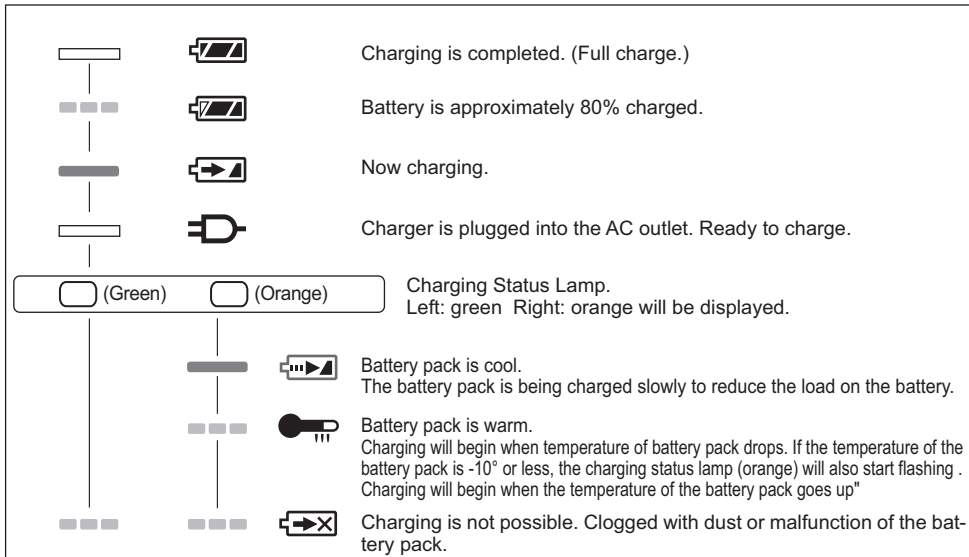 Charging is completed. (Full charge.)
Battery is approximately 80% charged.
Now charging.
Charger is plugged into the AC outlet. Ready to charge.
(Green) (Orange)
Charging Status Lamp.
Left: green Right: orange will be displayed.
Battery pack is cool.
The battery pack is being charged slowly to reduce the load on the battery.
Battery pack is warm.
Charging will begin when temperature of battery pack drops. If the temperature of the
battery pack is -10° or less, the charging status lamp (orange) will also start flashing .
Charging will begin when the temperature of the battery pack goes up"
Charging is not possible. Clogged with dust or malfunction of the bat-
tery pack.